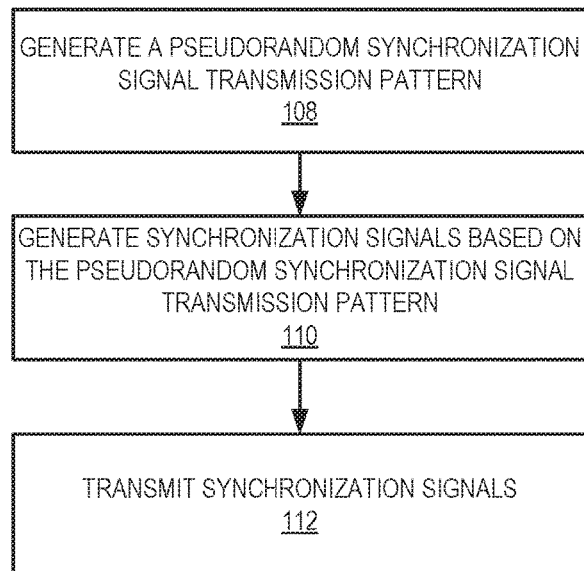 GENERATE A PSEUDORANDOM SYNCHRONIZATION
SIGNAL TRANSMISSION PATTERN
108
GENERATE SYNCHRONIZATION SIGNALS BASED ON
THE PSEUDORANDOM SYNCHRONIZATION SIGNAL
TRANSMISSION PATTERN
110
TRANSMIT SYNCHRONIZATION SIGNALS
112